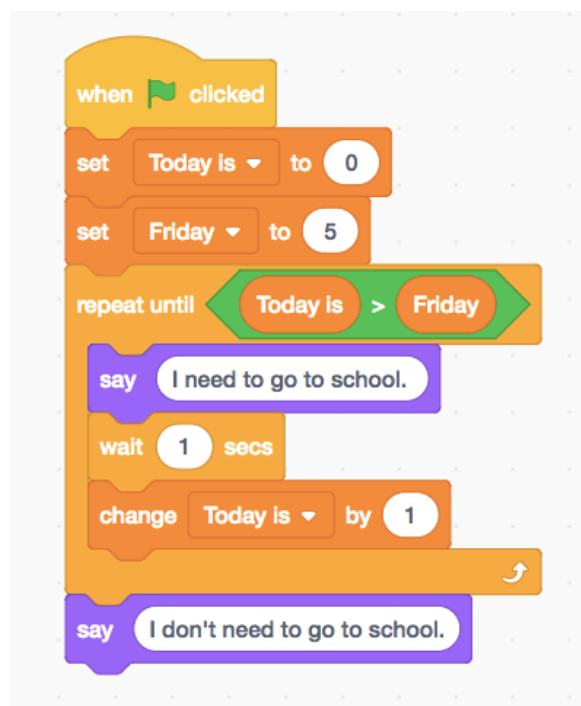 when clicked
set Today is to 0
set Friday to 5
repeat until Today is > Friday
say I need to go to school.
wait 1 secs
change Today is by 1
say I don't need to go to school.